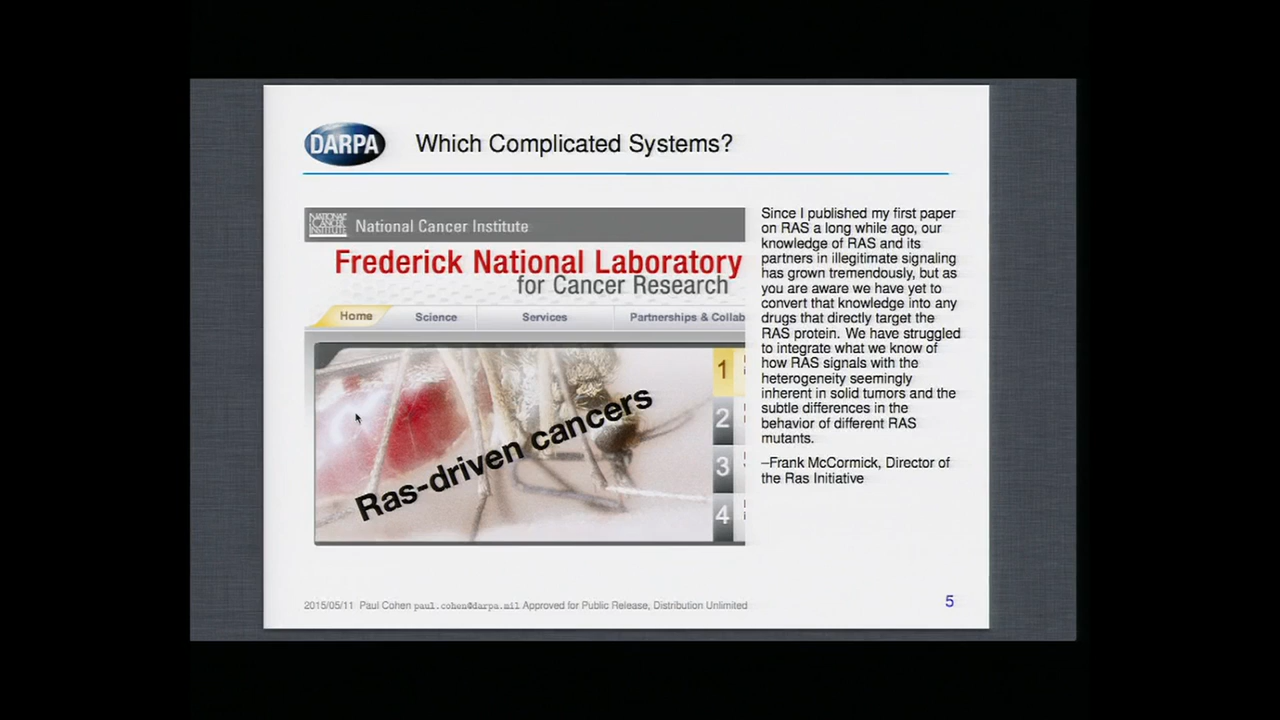 DARPA
Which Complicated Systems?
NATIONAL
CANCER
INSTITUTE
National Cancer Institute
Frederick National Laboratory
for Cancer Research
Home
Science
Services
Partnerships & Collab
Ras-driven cancers
1
2
3
4
Since I published my first paper
on RAS a long while ago, our
knowledge of RAS and its
partners in illegitimate signaling
has grown tremendously, but as
you are aware we have yet to
convert that knowledge into any
drugs that directly target the
RAS protein. We have struggled
to integrate what we know of
how RAS signals with the
heterogeneity seemingly
inherent in solid tumors and the
subtle differences in the
behavior of different RAS
mutants.
–Frank McCormick, Director of
the Ras Initiative
2015/05/11 Paul Cohen paul.cohen@darpa.mil Approved for Public Release, Distribution Unlimited
5